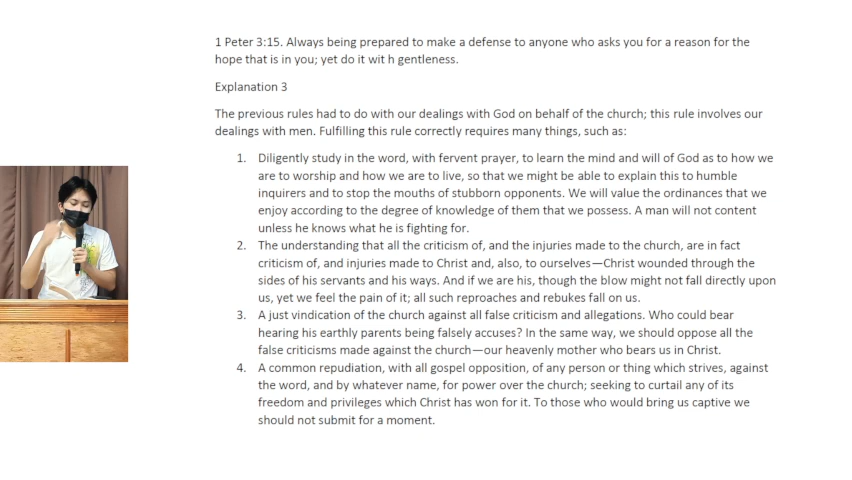 1 Peter 3:15. Always being prepared to make a defense to anyone who asks you for a reason for the
hope that is in you; yet do it wit h gentleness.
Explanation 3
The previous rules had to do with our dealings with God on behalf of the church; this rule involves our
dealings with men. Fulfilling this rule correctly requires many things, such as:
1. Diligently study in the word, with fervent prayer, to learn the mind and will of God as to how we
are to worship and how we are to live, so that we might be able to explain this to humble
inquirers and to stop the mouths of stubborn opponents. We will value the ordinances that we
enjoy according to the degree of knowledge of them that we possess. A man will not content
unless he knows what he is fighting for.
2. The understanding that all the criticism of, and the injuries made to the church, are in fact
criticism of, and injuries made to Christ and, also, to ourselves—Christ wounded through the
sides of his servants and his ways. And if we are his, though the blow might not fall directly upon
us, yet we feel the pain of it; all such reproaches and rebukes fall on us.
3. A just vindication of the church against all false criticism and allegations. Who could bear
hearing his earthly parents being falsely accuses? In the same way, we should oppose all the
false criticisms made against the church—our heavenly mother who bears us in Christ.
4. A common repudiation, with all gospel opposition, of any person or thing which strives, against
the word, and by whatever name, for power over the church; seeking to curtail any of its
freedom and privileges which Christ has won for it. To those who would bring us captive we
should not submit for a moment.